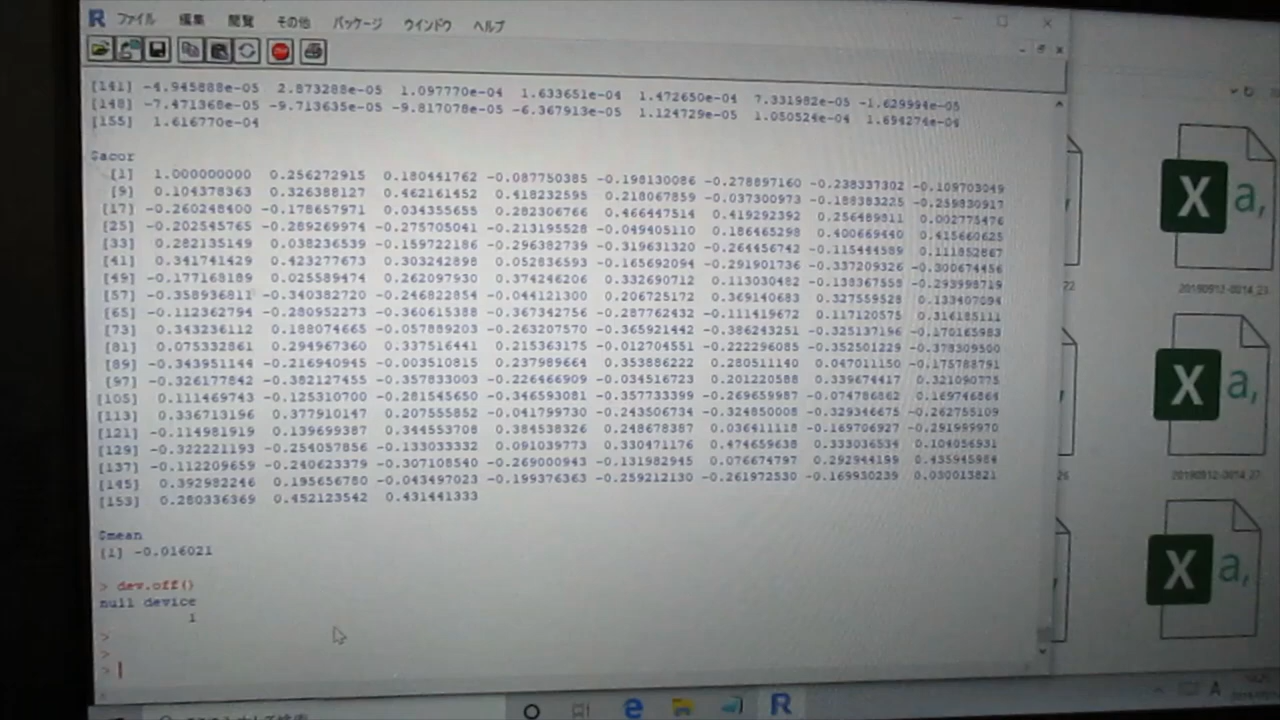 ファイル 編集 閲覧 その他 パッケージ ウインドウ ヘルプ
[141] -4.945888e-05 2.873288e-05 1.097770e-04 1.633651e-04 1.472650e-04 7.331982e-05 -1.629994e-05
[148] -7.471368e-05 -9.713635e-05 -9.817078e-05 -6.367913e-05 1.124729e-05 1.050524e-04 1.694274e-04
[155] 1.616770e-04
$acor
[1] 1.000000000 0.256272915 0.180441762 -0.087750385 -0.198130086 -0.278897160 -0.238337302 -0.109703049
[9] 0.104378363 0.326388127 0.462161452 0.418232595 0.218067859 -0.037300973 -0.188383225 -0.259830917
[17] -0.260248400 -0.178657971 0.034355655 0.282306766 0.466447514 0.419292392 0.256489811 0.002775476
[25] -0.202545765 -0.289269974 -0.275705041 -0.213195528 -0.049405110 0.186465298 0.400669440 0.415660625
[33] 0.282135149 0.038236539 -0.159722186 -0.296382739 -0.319631320 -0.264456742 -0.115444589 0.111852867
[41] 0.341741429 0.423277673 0.303242898 0.052836593 -0.165692094 -0.291901736 -0.337209326 -0.300674456
[49] -0.177168189 0.025589474 0.262097930 0.374246206 0.332690712 0.113030482 -0.138367558 -0.293998719
[57] -0.358936811 -0.340382720 -0.246822854 -0.044121300 0.206725172 0.369140683 0.327559528 0.133407094
[65] -0.112362794 -0.280952273 -0.360615388 -0.367342756 -0.287762432 -0.111419672 0.117120575 0.316185111
[73] 0.343236112 0.188074665 -0.057889203 -0.263207570 -0.365921442 -0.386243251 -0.325137196 -0.170165983
[81] 0.075332861 0.294967360 0.337516441 0.215363175 -0.012704551 -0.222296085 -0.352501229 -0.378309500
[89] -0.343951144 -0.216940945 -0.003510815 0.237989664 0.353886222 0.280511140 0.047011150 -0.175788791
[97] -0.326177842 -0.382127455 -0.357833003 -0.226466909 -0.034516723 0.201220588 0.339674417 0.321090775
[105] 0.111469743 -0.125310700 -0.281545650 -0.346593081 -0.357733399 -0.269659987 -0.074786862 0.169746864
[113] 0.336713196 0.377910147 0.207555852 -0.041799730 -0.243506734 -0.324850008 -0.329346675 -0.262755109
[121] -0.114981919 0.139699387 0.344553708 0.384538326 0.248678387 0.036411118 -0.169706927 -0.291999970
[129] -0.322221193 -0.254057856 -0.133033332 0.091039773 0.330471176 0.474659638 0.333036534 0.104056931
[137] -0.112209659 -0.240623379 -0.307108540 -0.269000943 -0.131982945 0.076674797 0.292944199 0.435945984
[145] 0.392982246 0.195656780 -0.043497023 -0.199376363 -0.259212130 -0.261972530 -0.169930239 0.030013821
[153] 0.280336369 0.452123542 0.431441333
$mean
[1] -0.016021
> dev.off()
null device
1
>
>
>
20190912-0014_27